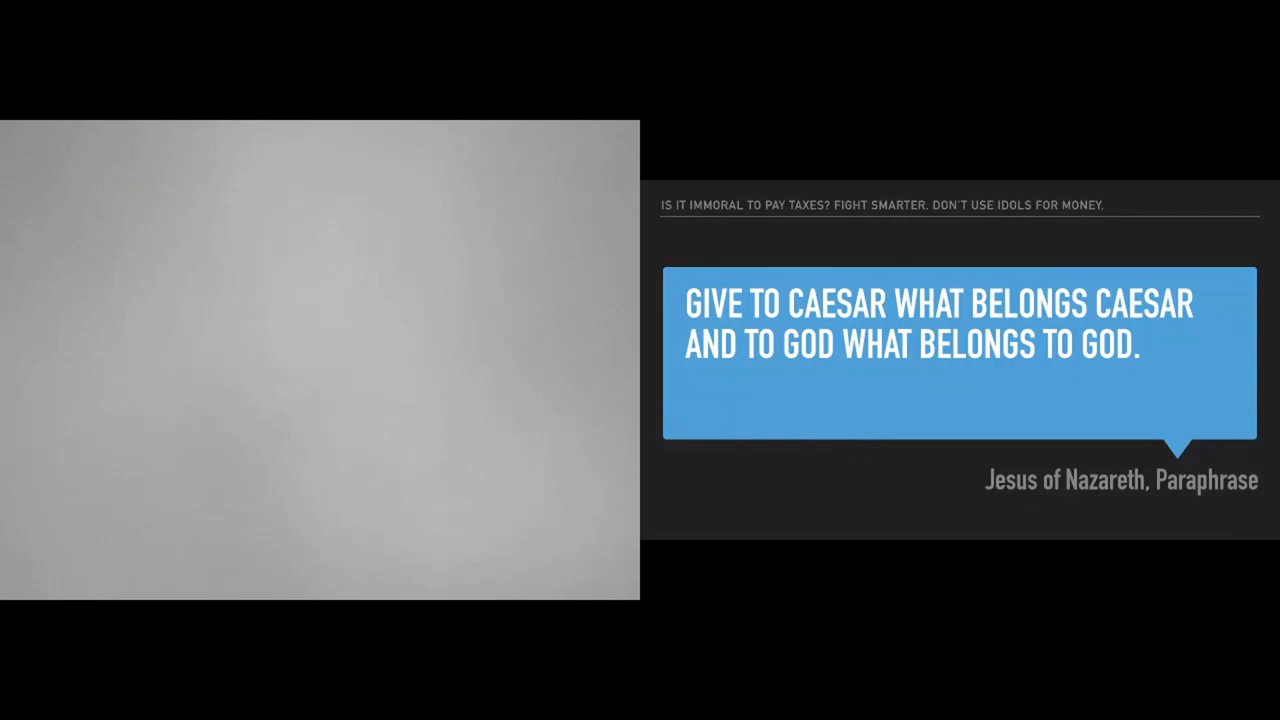 IS IT IMMORAL TO PAY TAXES? FIGHT SMARTER. DON'T USE IDOLS FOR MONEY.
GIVE TO CAESAR WHAT BELONGS CAESAR
AND TO GOD WHAT BELONGS TO GOD.
Jesus of Nazareth, Paraphrase